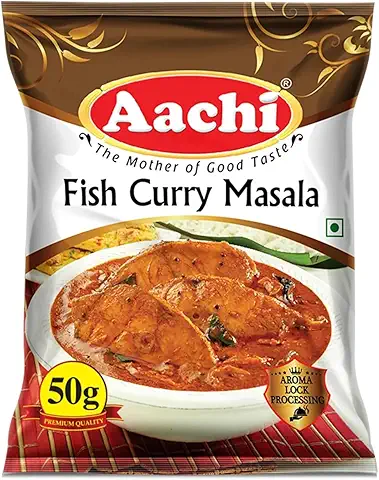 Aachi®
The Mother of Good Taste
Fish Curry Masala
50g
PREMIUM QUALITY
AROMA
LOCK
PROCESSING